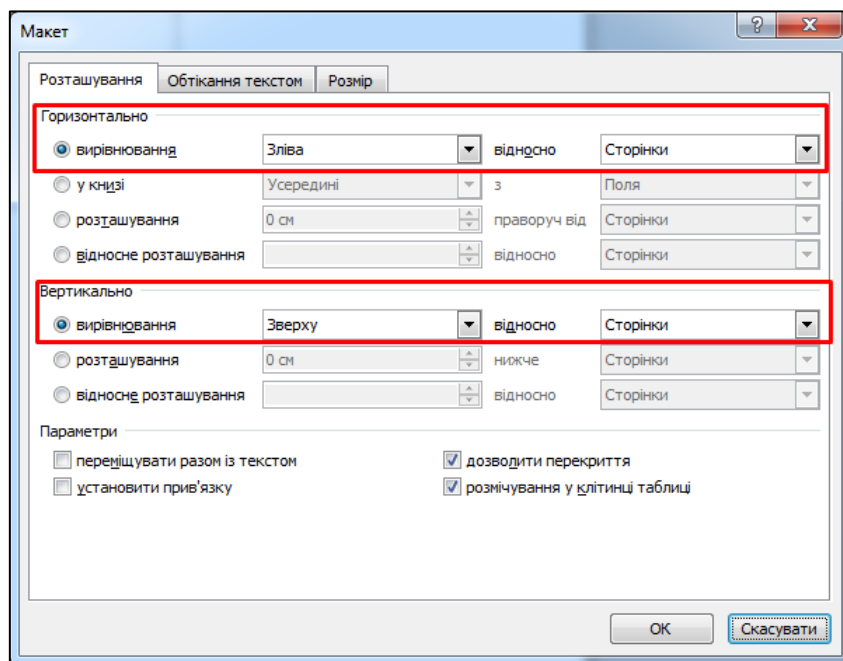 Макет
Розташування Обтікання текстом Розмір
Горизонтально
вирівнювання Зліва відносно Сторінки
у книзі Усередині з Поля
розташування 0 см праворуч від Сторінки
відносне розташування відносно Сторінки
Вертикально
вирівнювання Зверху відносно Сторінки
розташування 0 см нижче Сторінки
відносне розташування відносно Сторінки
Параметри
переміщувати разом із текстом дозволити перекриття
установити прив'язку розмічування у клітинці таблиці
ОК Скасувати